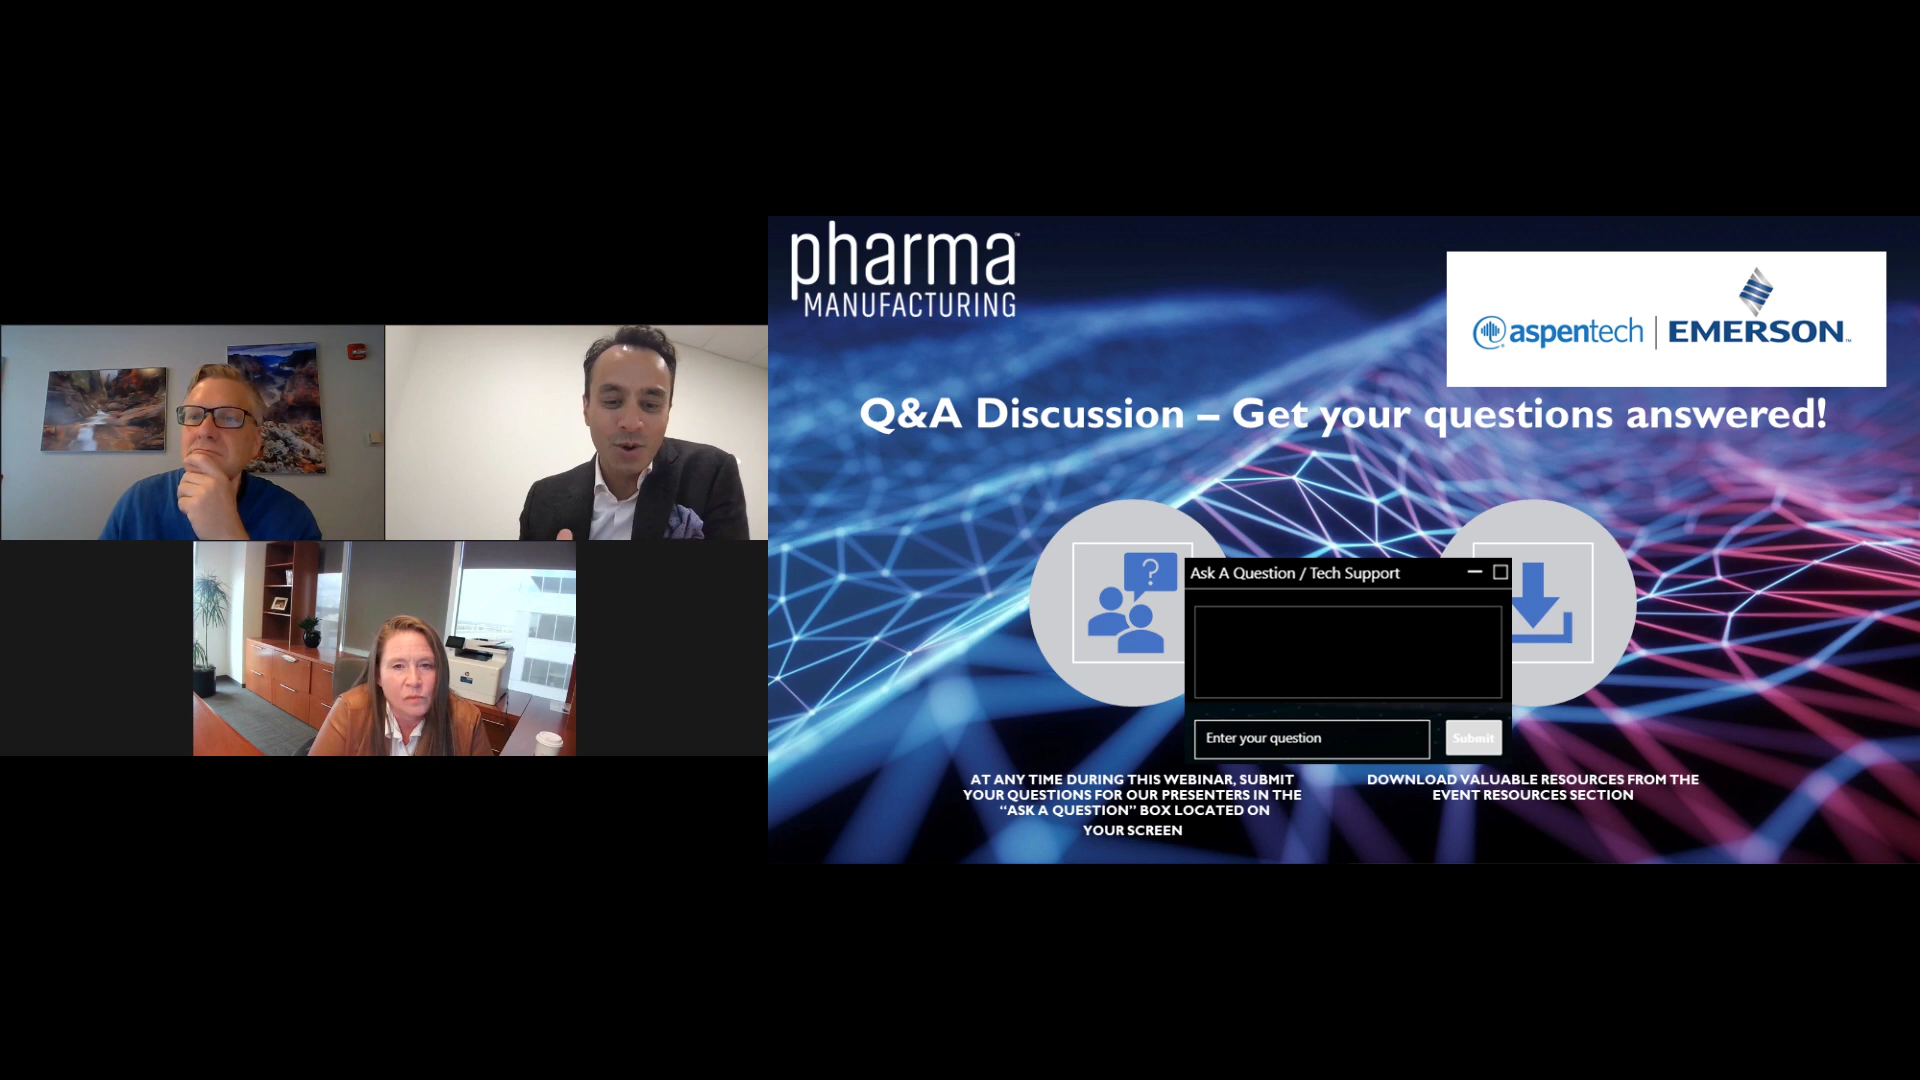 pharma™
MANUFACTURING
aspentech | EMERSON™
Q&A Discussion – Get your questions answered!
?
Ask A Question / Tech Support
Enter your question
Submit
AT ANY TIME DURING THIS WEBINAR, SUBMIT
YOUR QUESTIONS FOR OUR PRESENTERS IN THE
“ASK A QUESTION” BOX LOCATED ON
YOUR SCREEN
DOWNLOAD VALUABLE RESOURCES FROM THE
EVENT RESOURCES SECTION